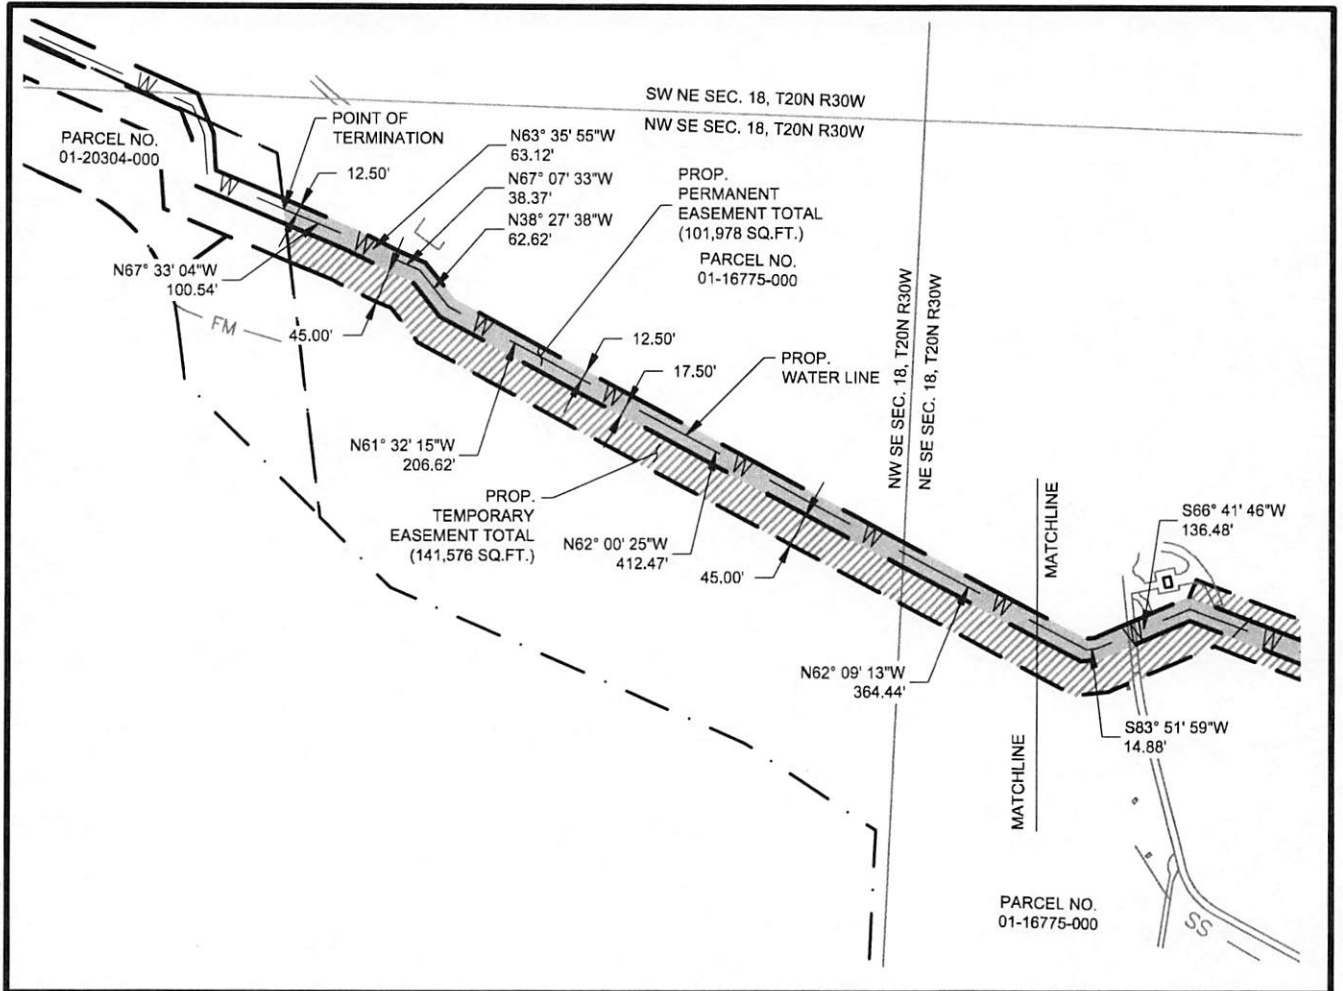 SW NE SEC. 18, T20N R30W
NW SE SEC. 18, T20N R30W
PARCEL NO.
01-20304-000
POINT OF
TERMINATION
12.50'
N63° 35' 55"W
63.12'
N67° 07' 33"W
38.37'
N38° 27' 38"W
62.62'
PROP.
PERMANENT
EASEMENT TOTAL
(101,978 SQ.FT.)
PARCEL NO.
01-16775-000
W
W
W
W
W
W
W
W
W
W
N67° 33' 04"W
100.54'
FM
45.00'
12.50'
17.50'
PROP.
WATER LINE
NW SE SEC. 18, T20N R30W
NE SE SEC. 18, T20N R30W
N61° 32' 15"W
206.62'
PROP.
TEMPORARY
EASEMENT TOTAL
(141,576 SQ.FT.)
N62° 00' 25"W
412.47'
45.00'
MATCHLINE
S66° 41' 46"W
136.48'
N62° 09' 13"W
364.44'
S83° 51' 59"W
14.88'
MATCHLINE
PARCEL NO.
01-16775-000
SS